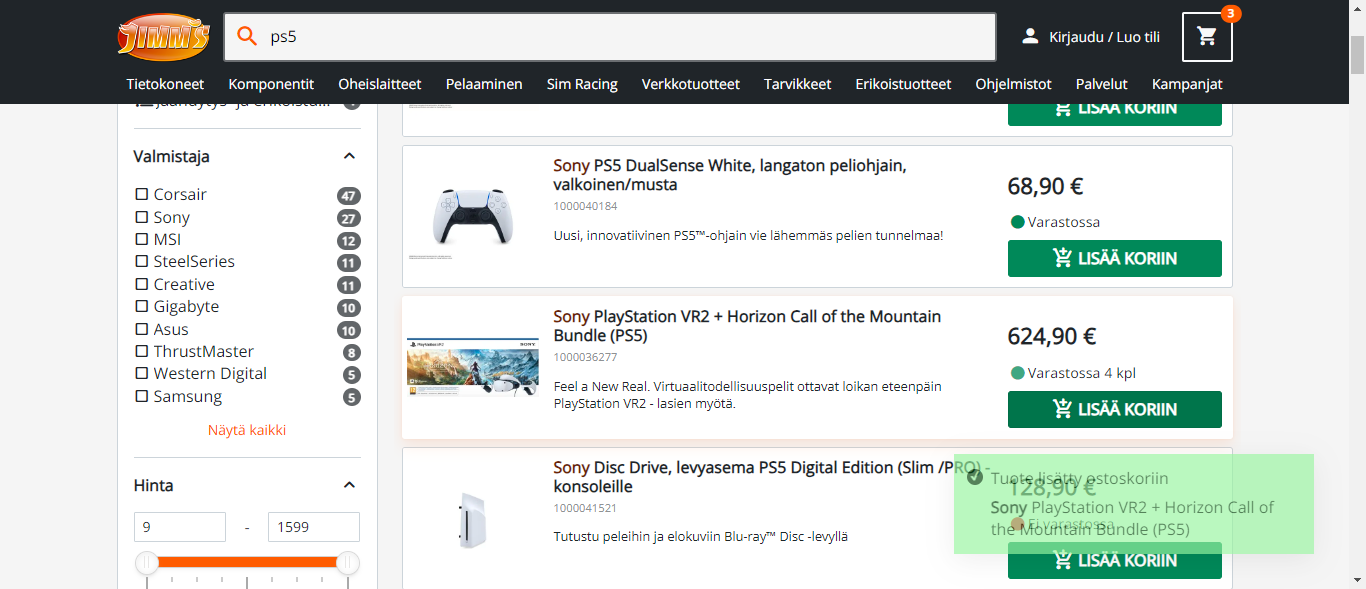 JIMM'S
ps5
Kirjaudu / Luo tili
3
Tietokoneet Komponentit Oheislaitteet Pelaaminen Sim Racing Verkkotuotteet Tarvikkeet Erikoistuotteet Ohjelmistot Palvelut Kampanjat
LISÄÄ KORIIN
Valmistaja
Corsair 47
Sony 27
MSI 12
SteelSeries 11
Creative 11
Gigabyte 10
Asus 10
ThrustMaster 8
Western Digital 5
Samsung 5
Näytä kaikki
Hinta
9 - 1599
Sony PS5 DualSense White, langaton peliohjain,
valkoinen/musta
1000040184
Uusi, innovatiivinen PS5™-ohjain vie lähemmäs pelien tunnelmaa!
68,90 €
Varastossa
LISÄÄ KORIIN
Sony PlayStation VR2 + Horizon Call of the Mountain
Bundle (PS5)
1000036277
Feel a New Real. Virtuaalitodellisuuspelit ottavat loikan eteenpäin
PlayStation VR2 - lasien myötä.
624,90 €
Varastossa 4 kpl
LISÄÄ KORIIN
Sony Disc Drive, levyasema PS5 Digital Edition (Slim /PRO) -
konsoleille
1000041521
Tutustu peleihin ja elokuviin Blu-ray™ Disc -levyllä
128,90 €
Ei varastossa
LISÄÄ KORIIN
Tuote lisätty ostoskoriin
Sony PlayStation VR2 + Horizon Call of
the Mountain Bundle (PS5)